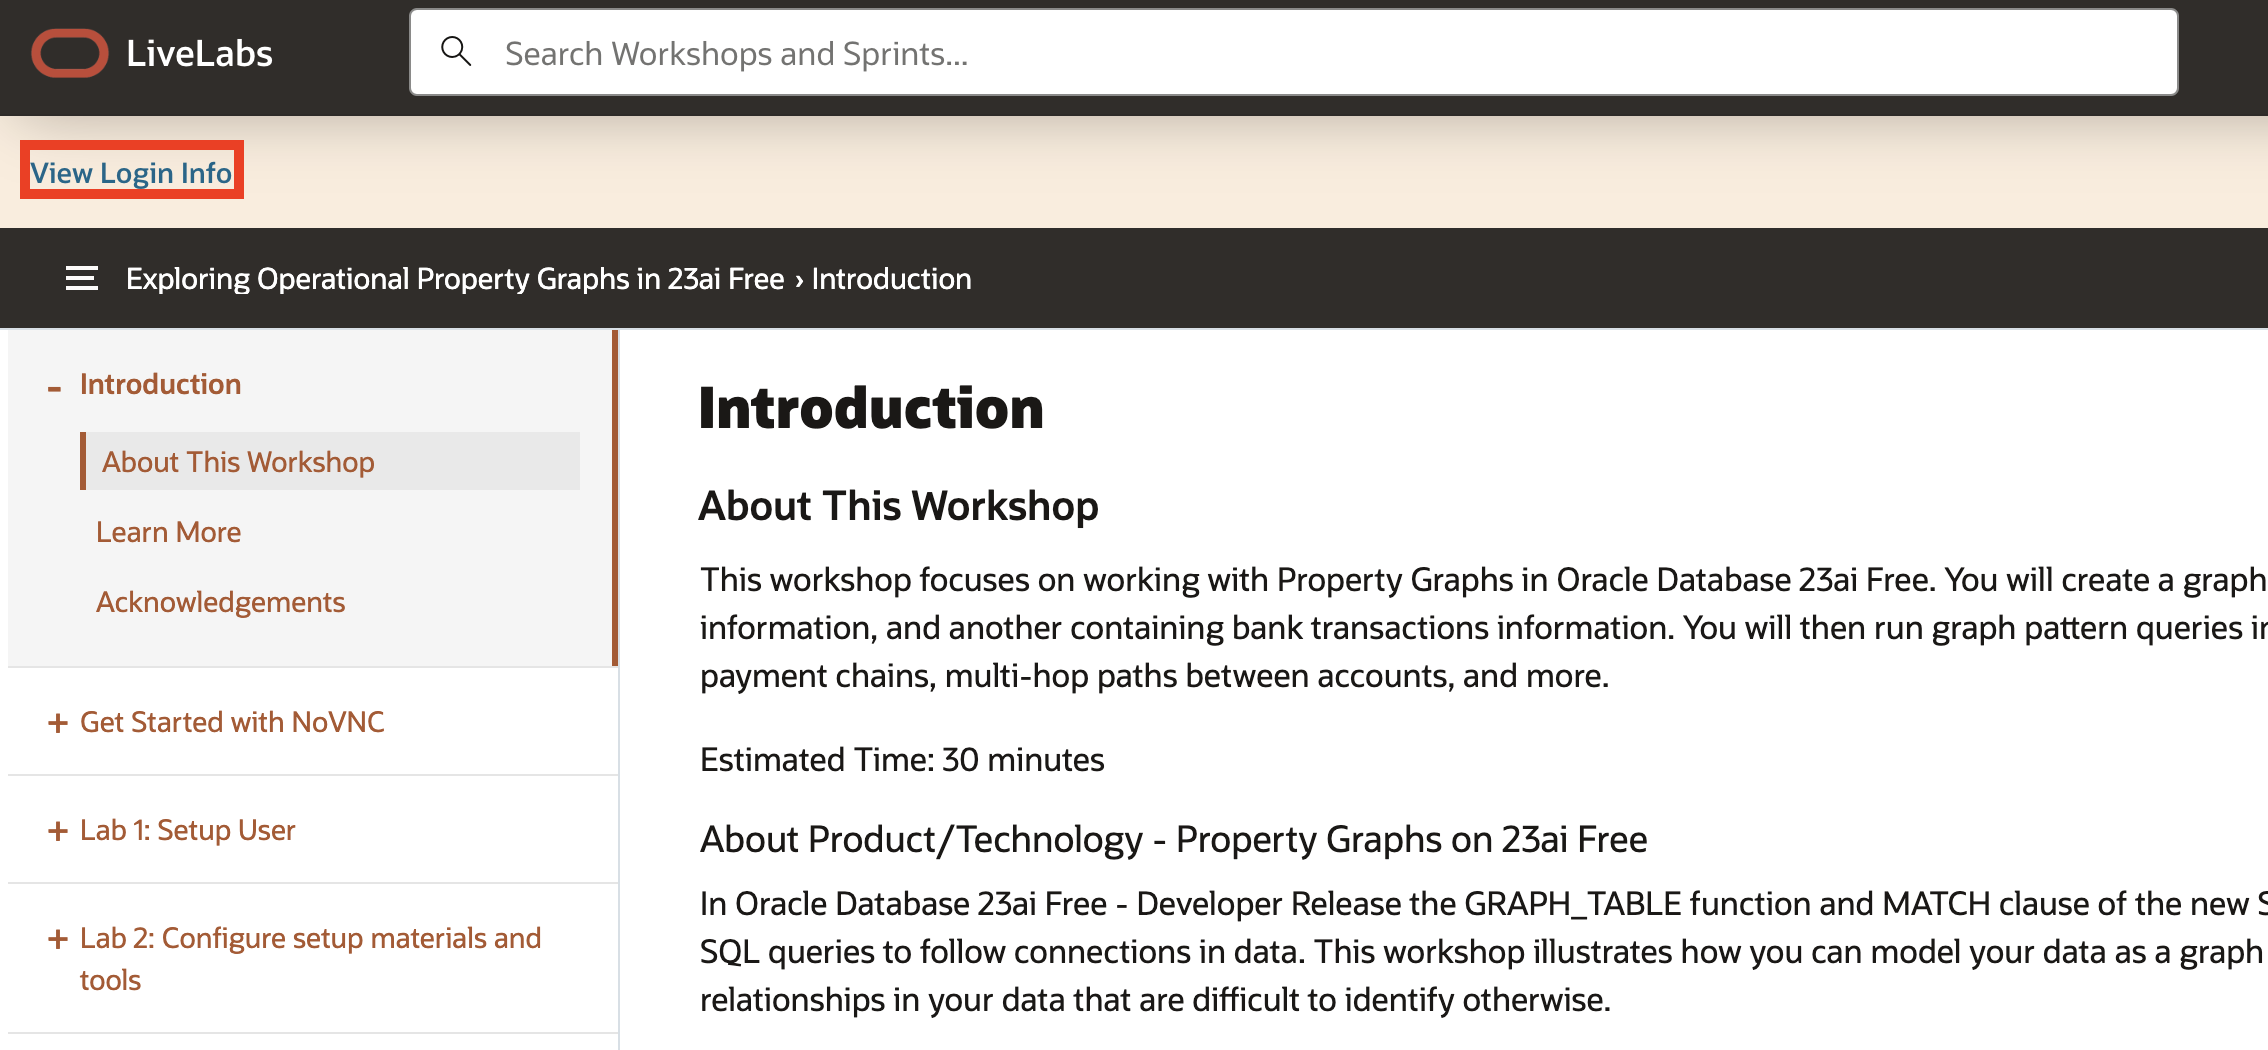 LiveLabs
Search Workshops and Sprints...
View Login Info
Exploring Operational Property Graphs in 23ai Free › Introduction
- Introduction
About This Workshop
Learn More
Acknowledgements
+ Get Started with NoVNC
+ Lab 1: Setup User
+ Lab 2: Configure setup materials and
tools
Introduction
About This Workshop
This workshop focuses on working with Property Graphs in Oracle Database 23ai Free. You will create a graph
information, and another containing bank transactions information. You will then run graph pattern queries
payment chains, multi-hop paths between accounts, and more.
Estimated Time: 30 minutes
About Product/Technology - Property Graphs on 23ai Free
In Oracle Database 23ai Free - Developer Release the GRAPH_TABLE function and MATCH clause of the new
SQL queries to follow connections in data. This workshop illustrates how you can model your data as a graph
relationships in your data that are difficult to identify otherwise.